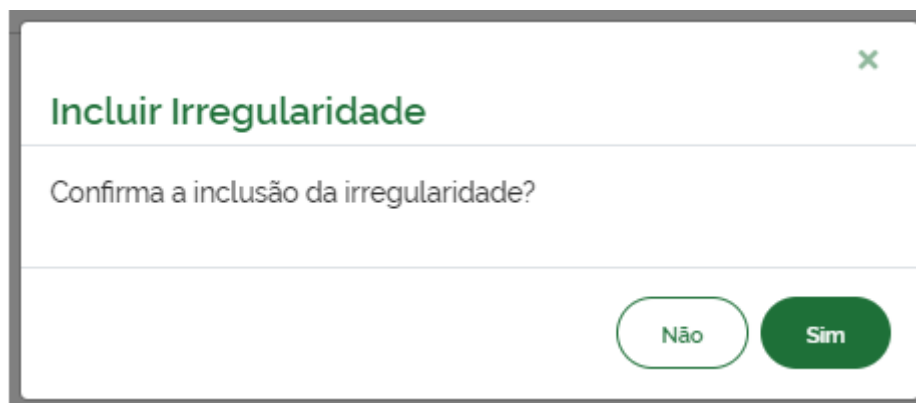 ×
Incluir Irregularidade
Confirma a inclusão da irregularidade?
Não
Sim